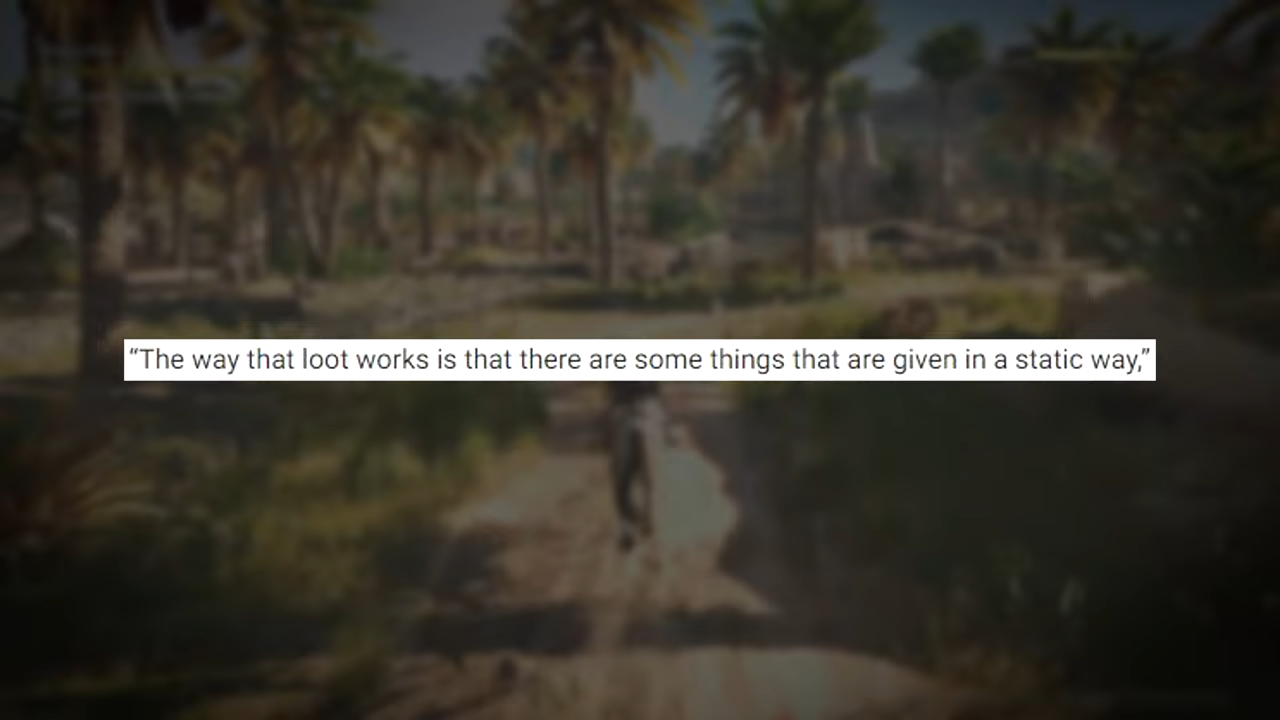 “The way that loot works is that there are some things that are given in a static way,”